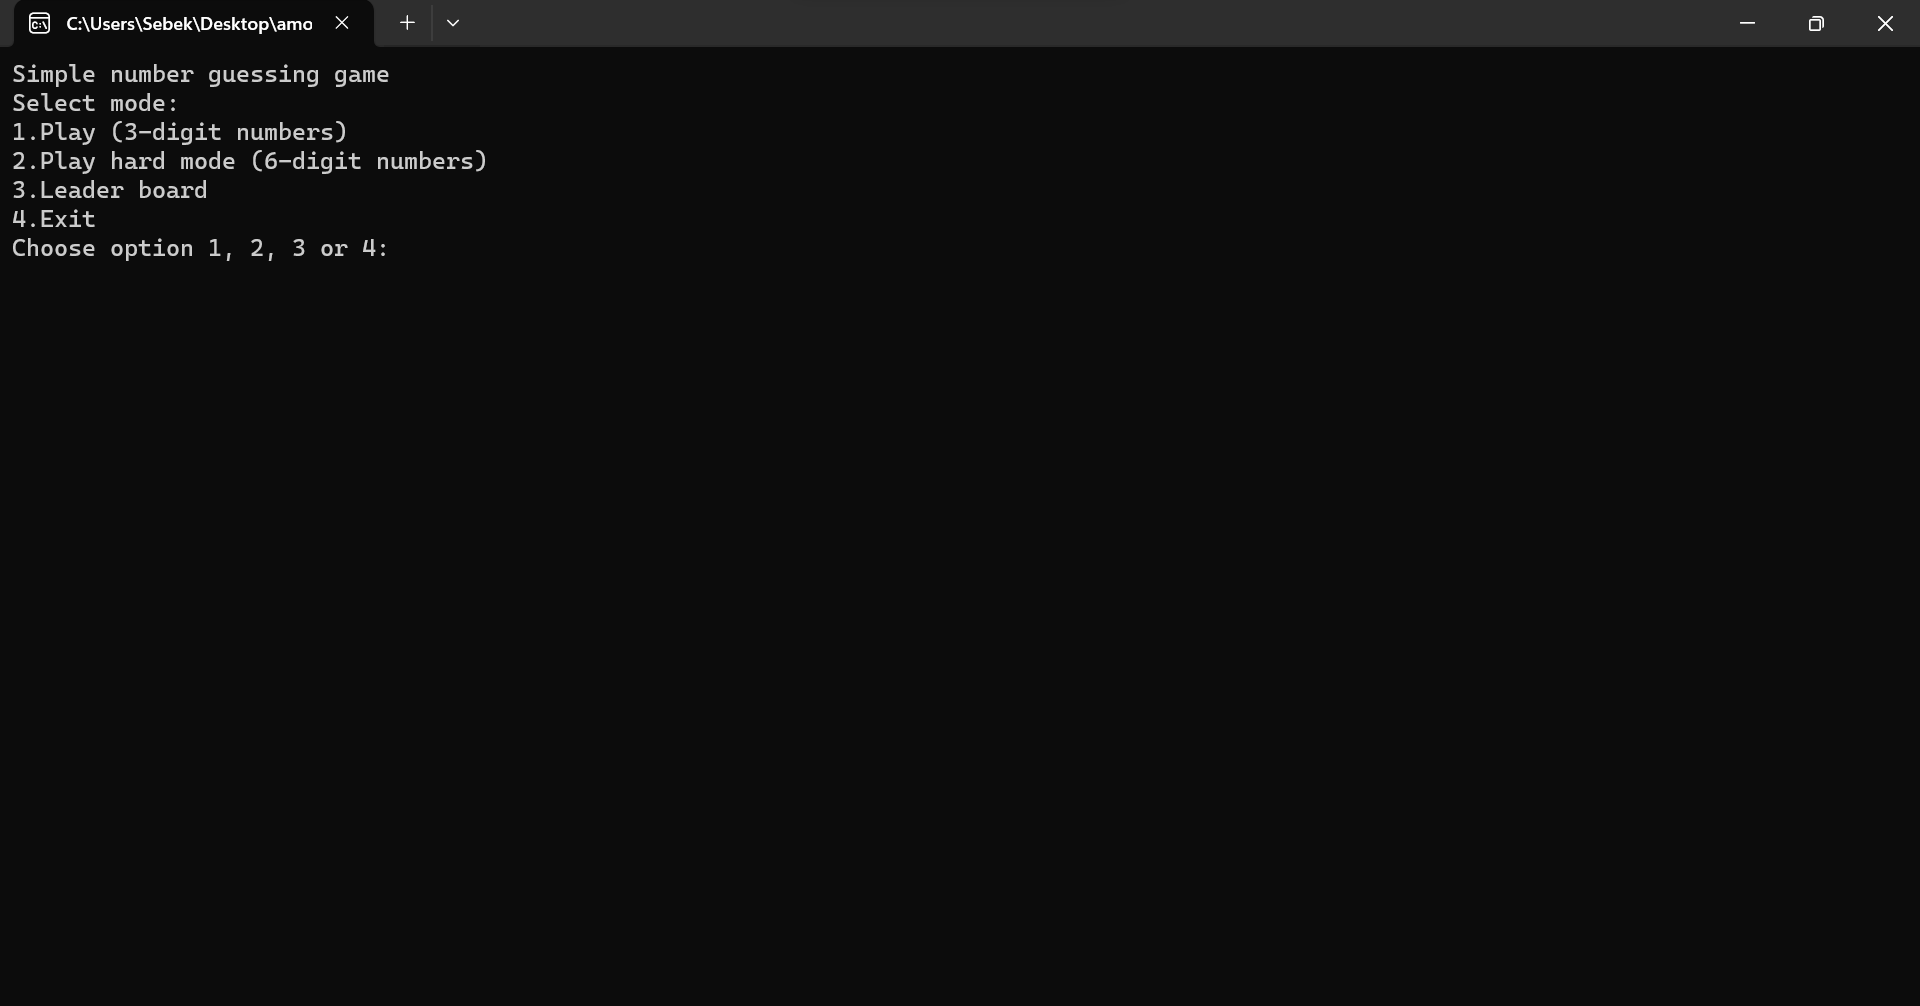 C:\Users\Sebek\Desktop\amo
Simple number guessing game
Select mode:
1.Play (3-digit numbers)
2.Play hard mode (6-digit numbers)
3.Leader board
4.Exit
Choose option 1, 2, 3 or 4: